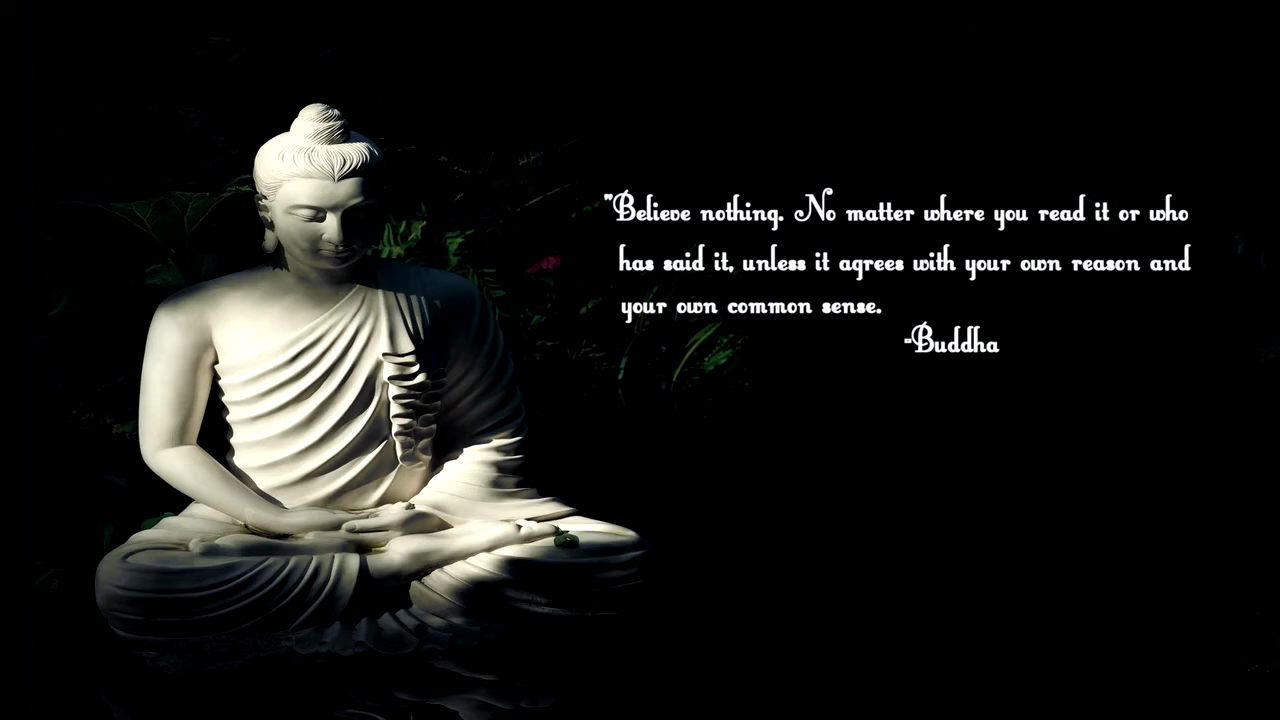 "Believe nothing. No matter where you read it or who
has said it, unless it agrees with your own reason and
your own common sense.
-Buddha